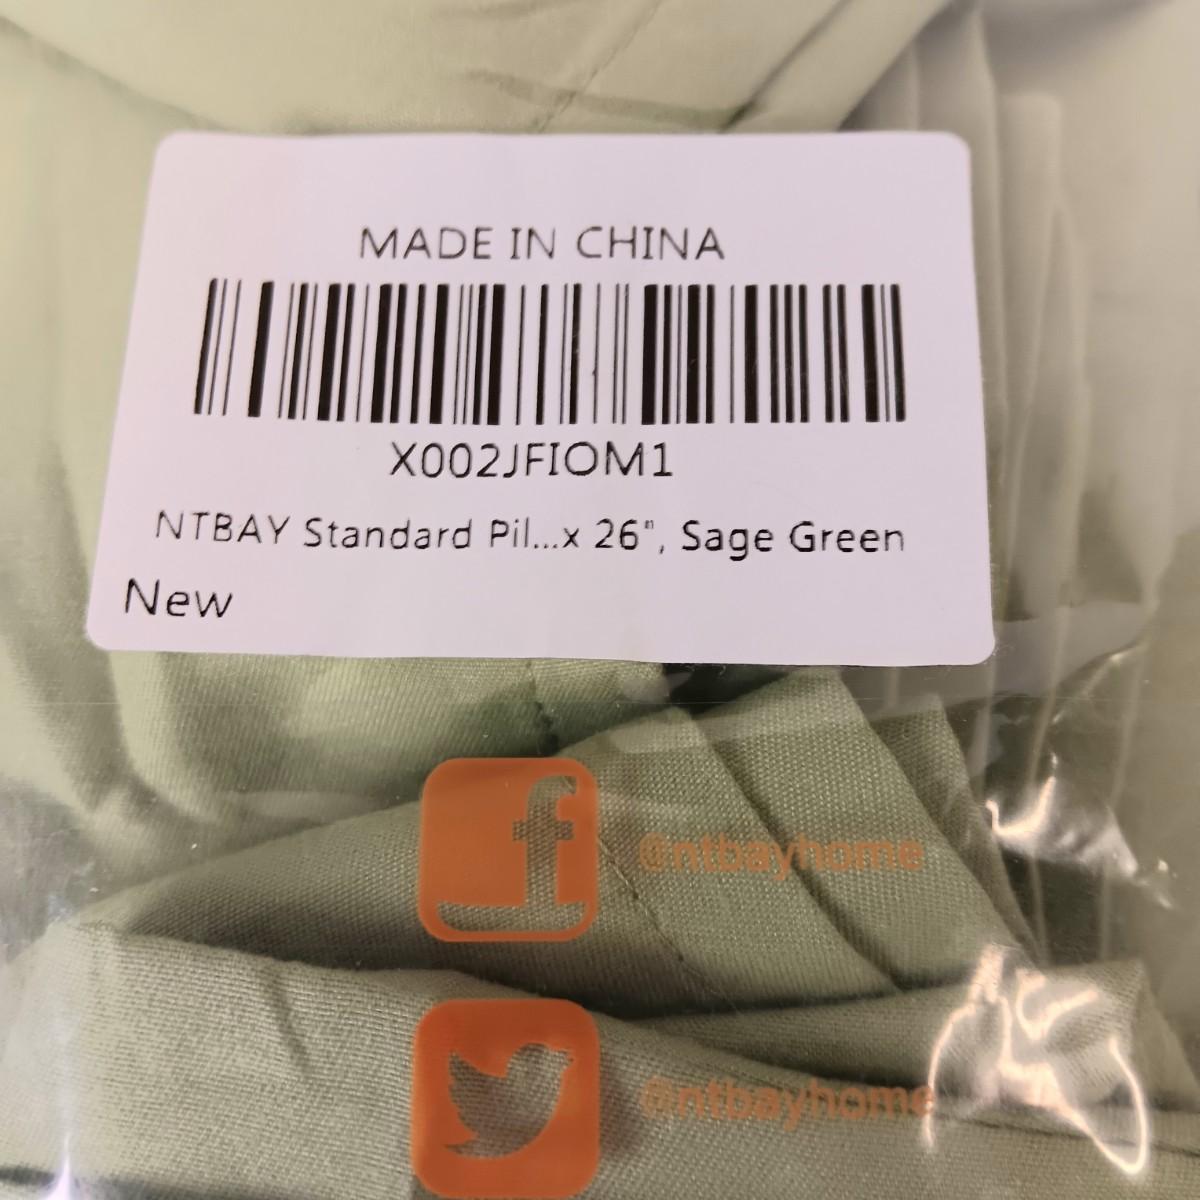 MADE IN CHINA
X002JFIOM1
NTBAY Standard Pil...x 26", Sage Green
New
@ntbayhome
@ntbayhome